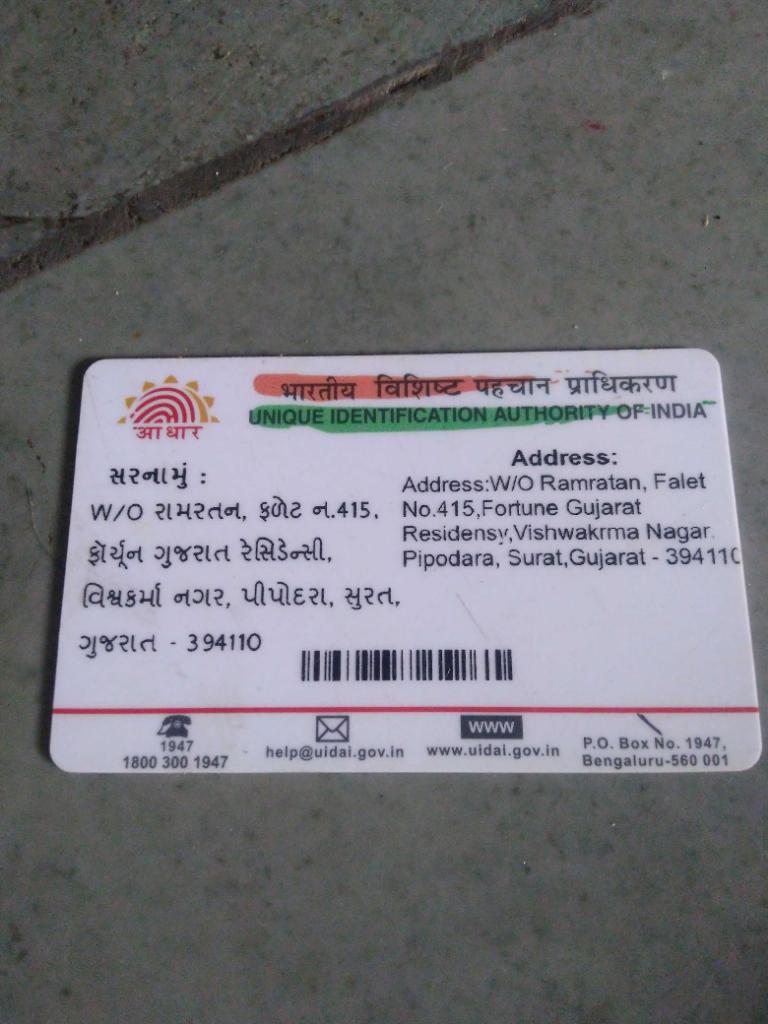 भारतीय विशिष्ट पहचान प्राधिकरण
UNIQUE IDENTIFICATION AUTHORITY OF INDIA
आधार
સરનામું :
W/O રામરતન, ફળેટ ન.415,
ફોર્ચૂન ગુજરાત રેસિડેન્સી,
વિશ્વકર્મા નગર, પીપોદરા, સુરત,
ગુજરાત - 394110
Address:
Address:W/O Ramratan, Falet
No.415,Fortune Gujarat
Residensy,Vishwakrma Nagar
Pipodara, Surat,Gujarat - 394110
1947
1800 300 1947
help@uidai.gov.in
WWW
www.uidai.gov.in
P.O. Box No. 1947,
Bengaluru-560 001